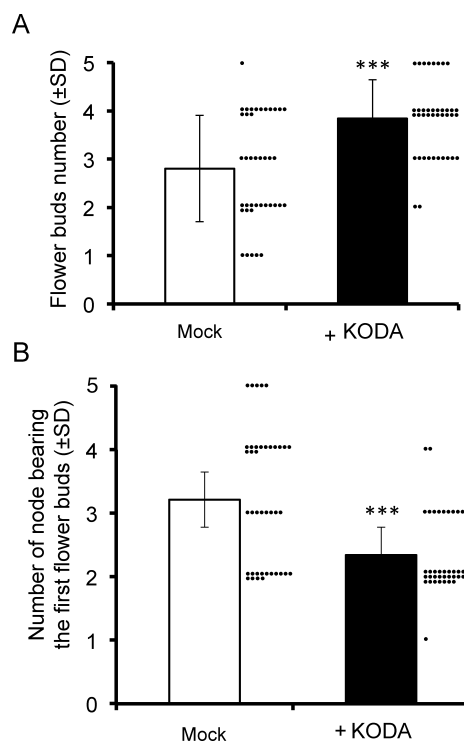 A
Flower buds number (±SD)
5
4
3
2
1
0
***
Mock
+ KODA
B
Number of node bearing
the first flower buds (±SD)
5
4
3
2
1
0
***
Mock
+ KODA